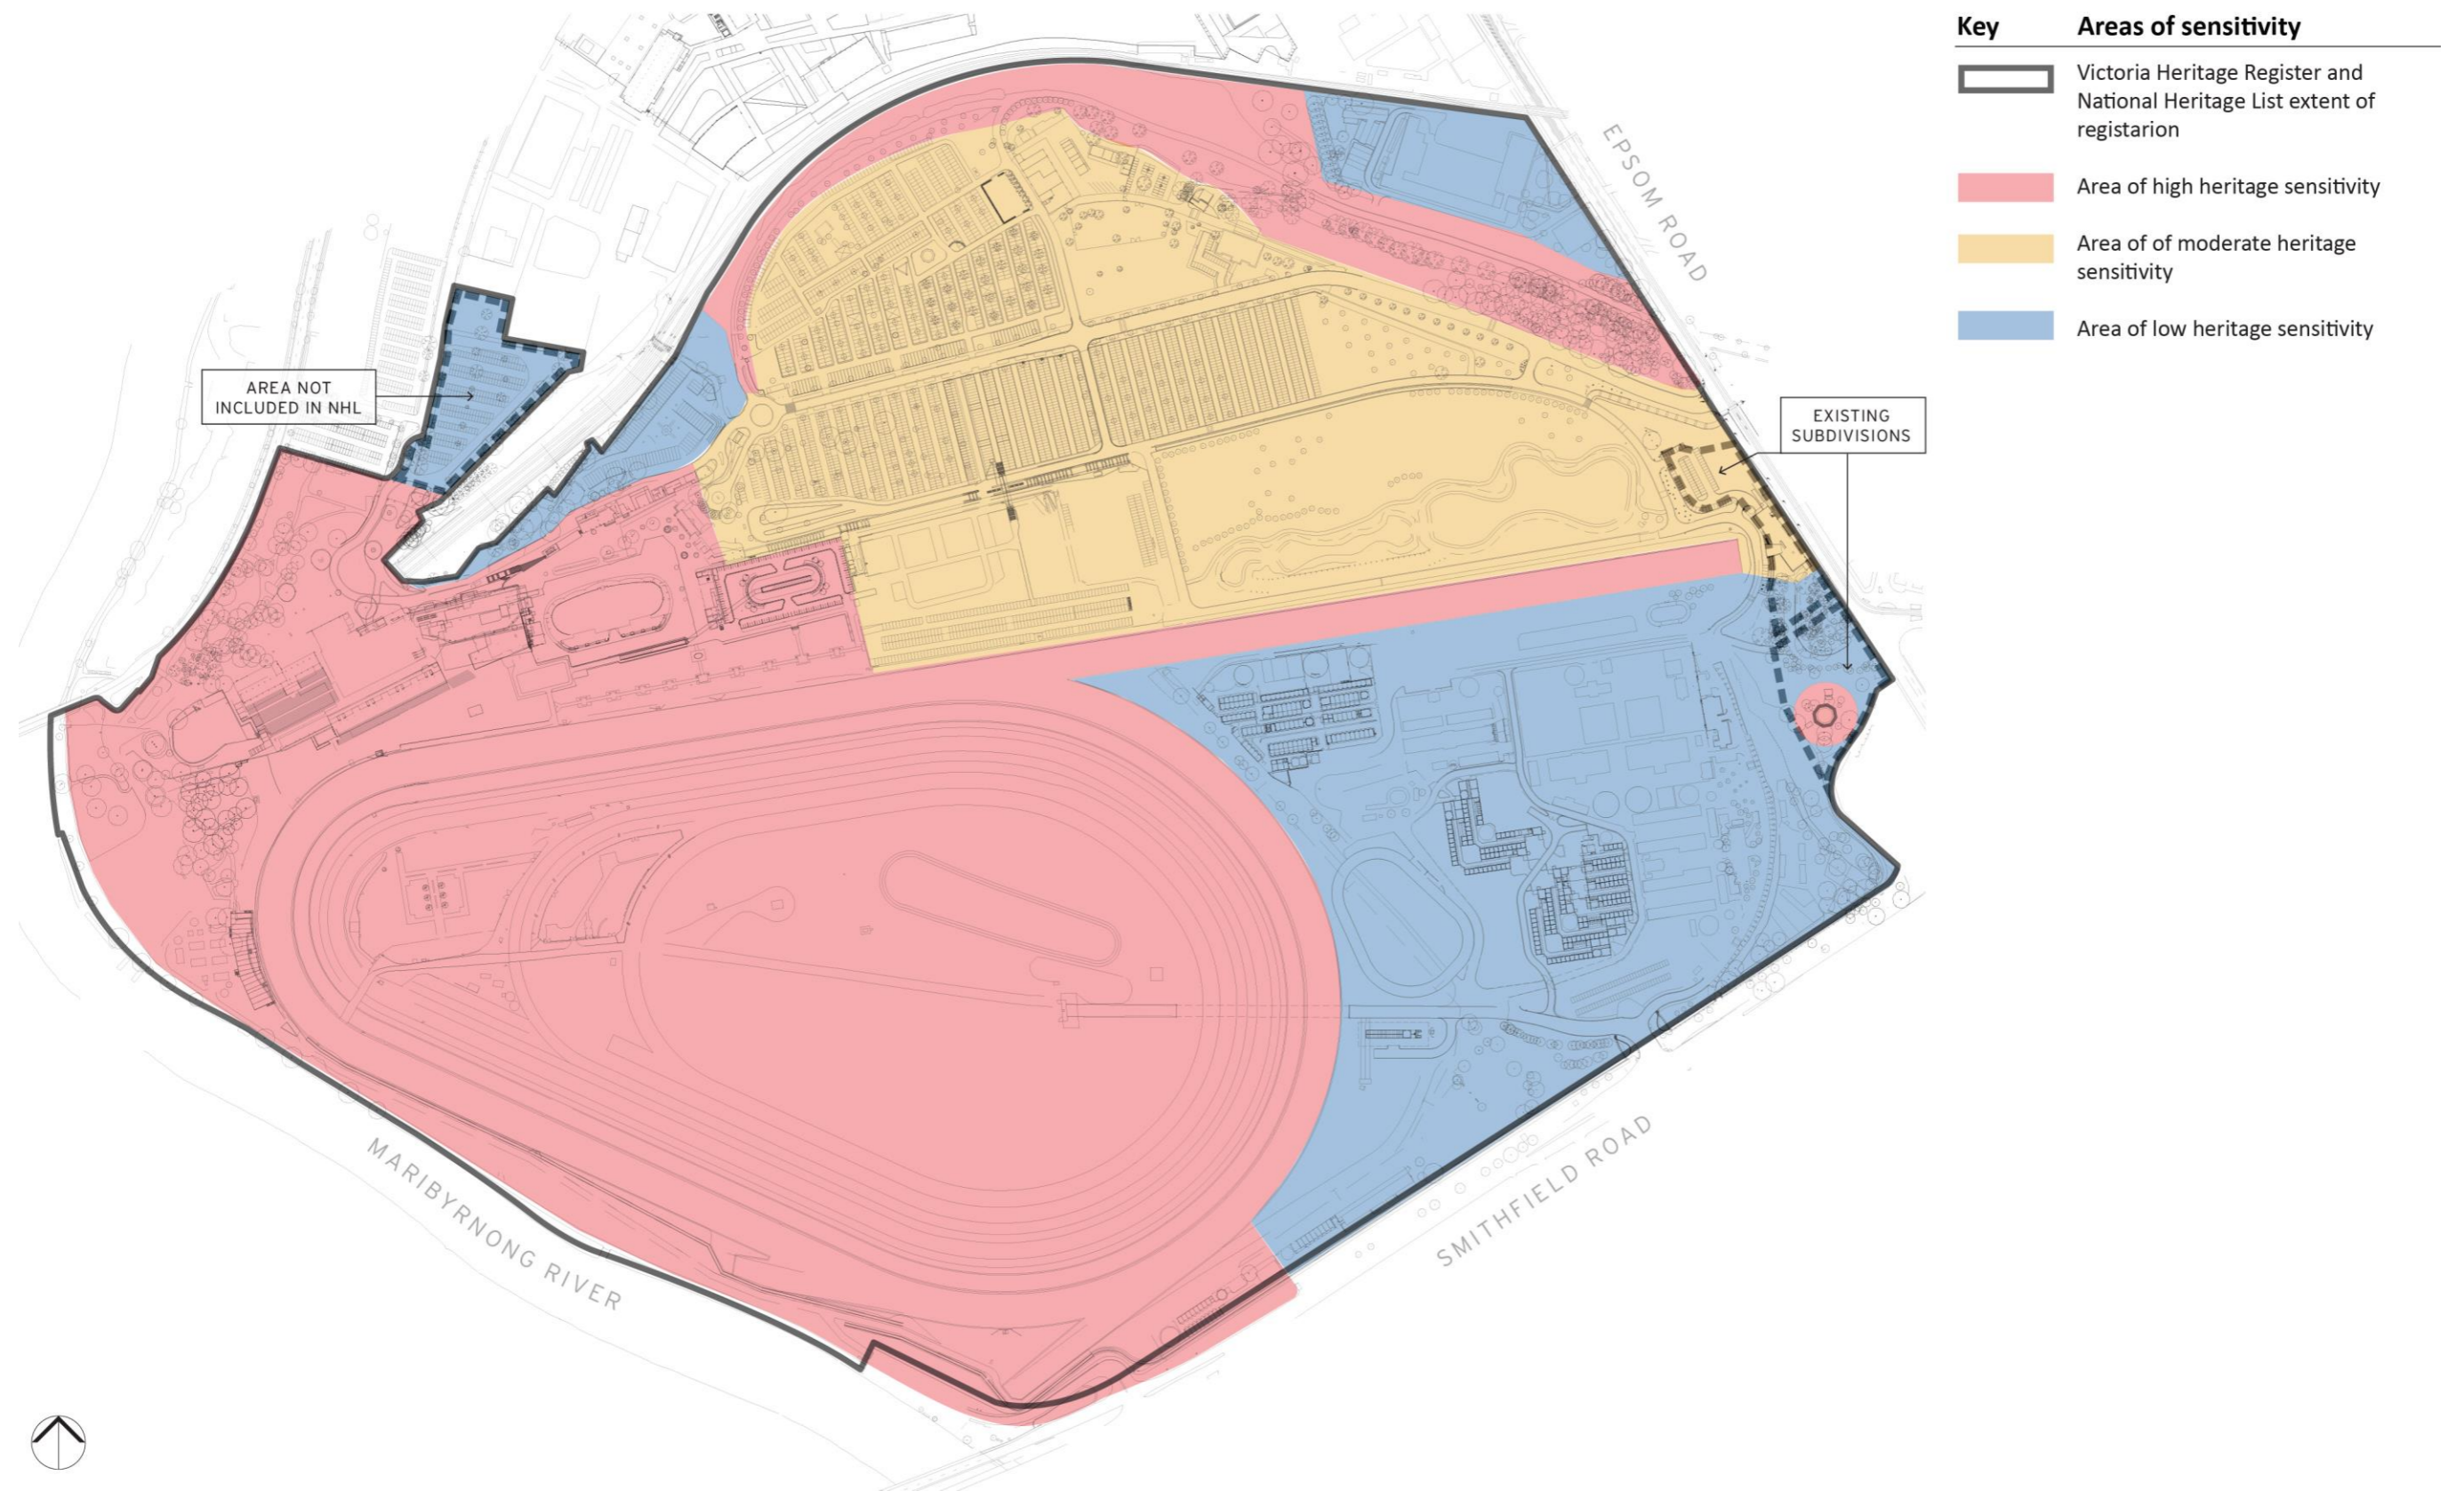 Key Areas of sensitivity
Victoria Heritage Register and
National Heritage List extent of
registarion
Area of high heritage sensitivity
Area of of moderate heritage
sensitivity
Area of low heritage sensitivity
EPSOM ROAD
AREA NOT
INCLUDED IN NHL
EXISTING
SUBDIVISIONS
MARIBYRNONG RIVER
SMITHFIELD ROAD